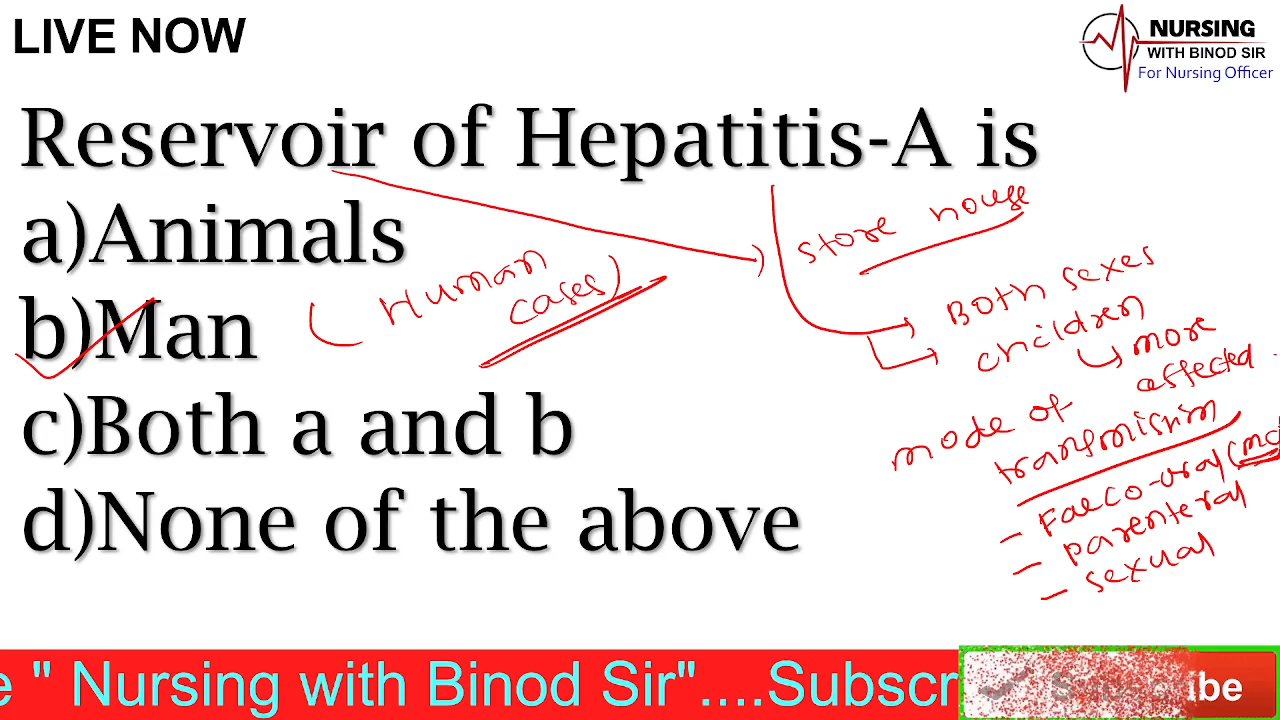 LIVE NOW
NURSING
WITH BINOD SIR
For Nursing Officer
Reservoir of Hepatitis-A is
a)Animals
b)Man
c)Both a and b
d)None of the above
store house
(Human
cases)
Both sexes
children
more
affected
mode of
transmission
- Faeco-oral (mo
- parenteral
- sexual
e " Nursing with Binod Sir"....Subscr